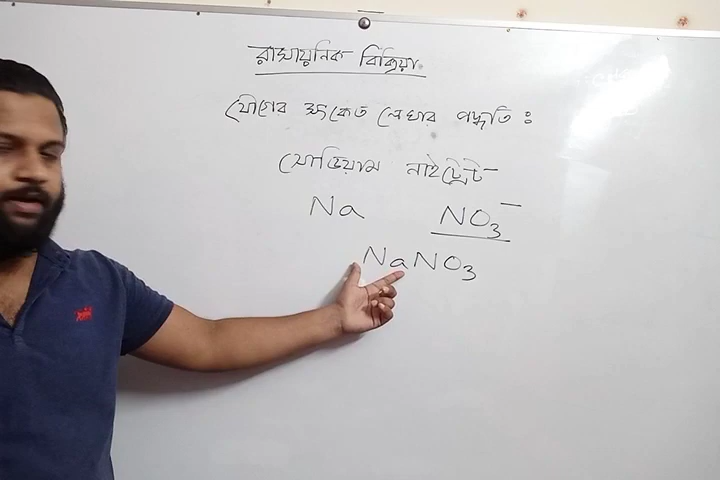 রাসায়নিক বিক্রিয়া
যৌগের সংকেত লেখার পদ্ধতি :
সোডিয়াম নাইট্রেট
Na NO₃⁻
NaNO₃